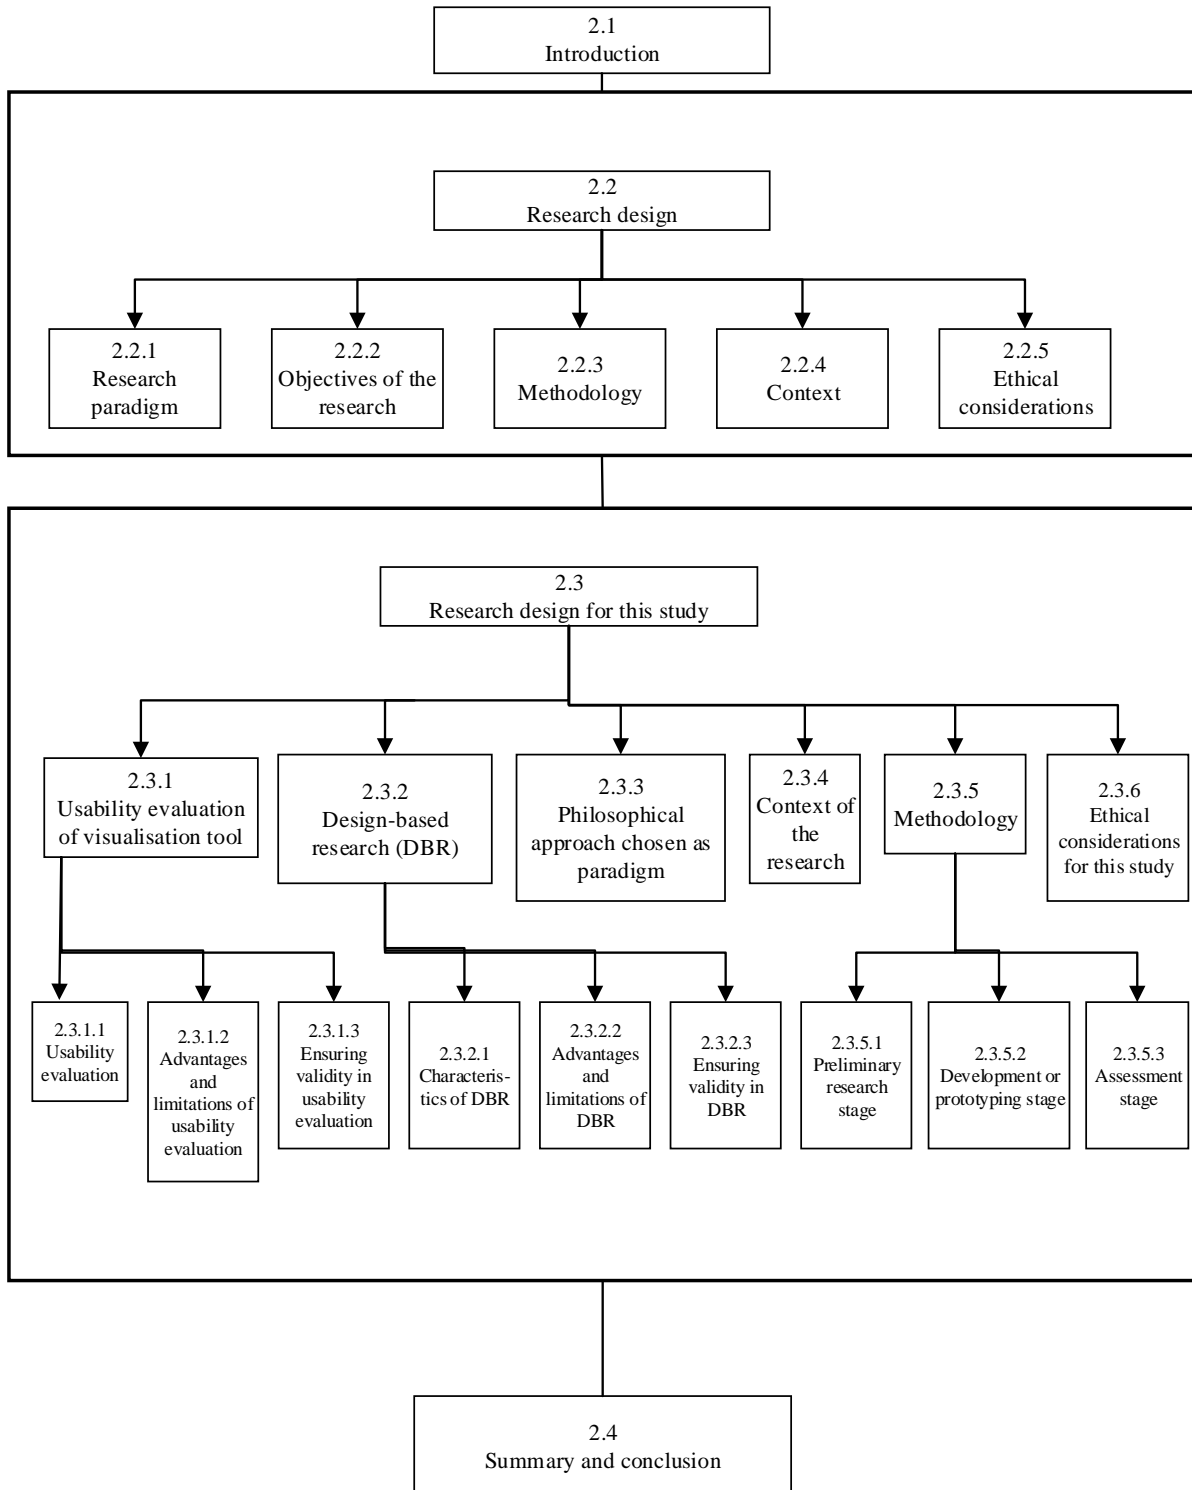 2.1
Introduction
2.2
Research design
2.2.1
Research
paradigm
2.2.2
Objectives of the
research
2.2.3
Methodology
2.2.4
Context
2.2.5
Ethical
considerations
2.3
Research design for this study
2.3.1
Usability evaluation
of visualisation tool
2.3.2
Design-based
research (DBR)
2.3.3
Philosophical
approach chosen as
paradigm
2.3.4
Context of
the
research
2.3.5
Methodology
2.3.6
Ethical
considerations
for this study
2.3.1.1
Usability
evaluation
2.3.1.2
Advantages
and
limitations of
usability
evaluation
2.3.1.3
Ensuring
validity in
usability
evaluation
2.3.2.1
Characteris-
tics of DBR
2.3.2.2
Advantages
and
limitations of
DBR
2.3.2.3
Ensuring
validity in
DBR
2.3.5.1
Preliminary
research
stage
2.3.5.2
Development or
prototyping stage
2.3.5.3
Assessment
stage
2.4
Summary and conclusion